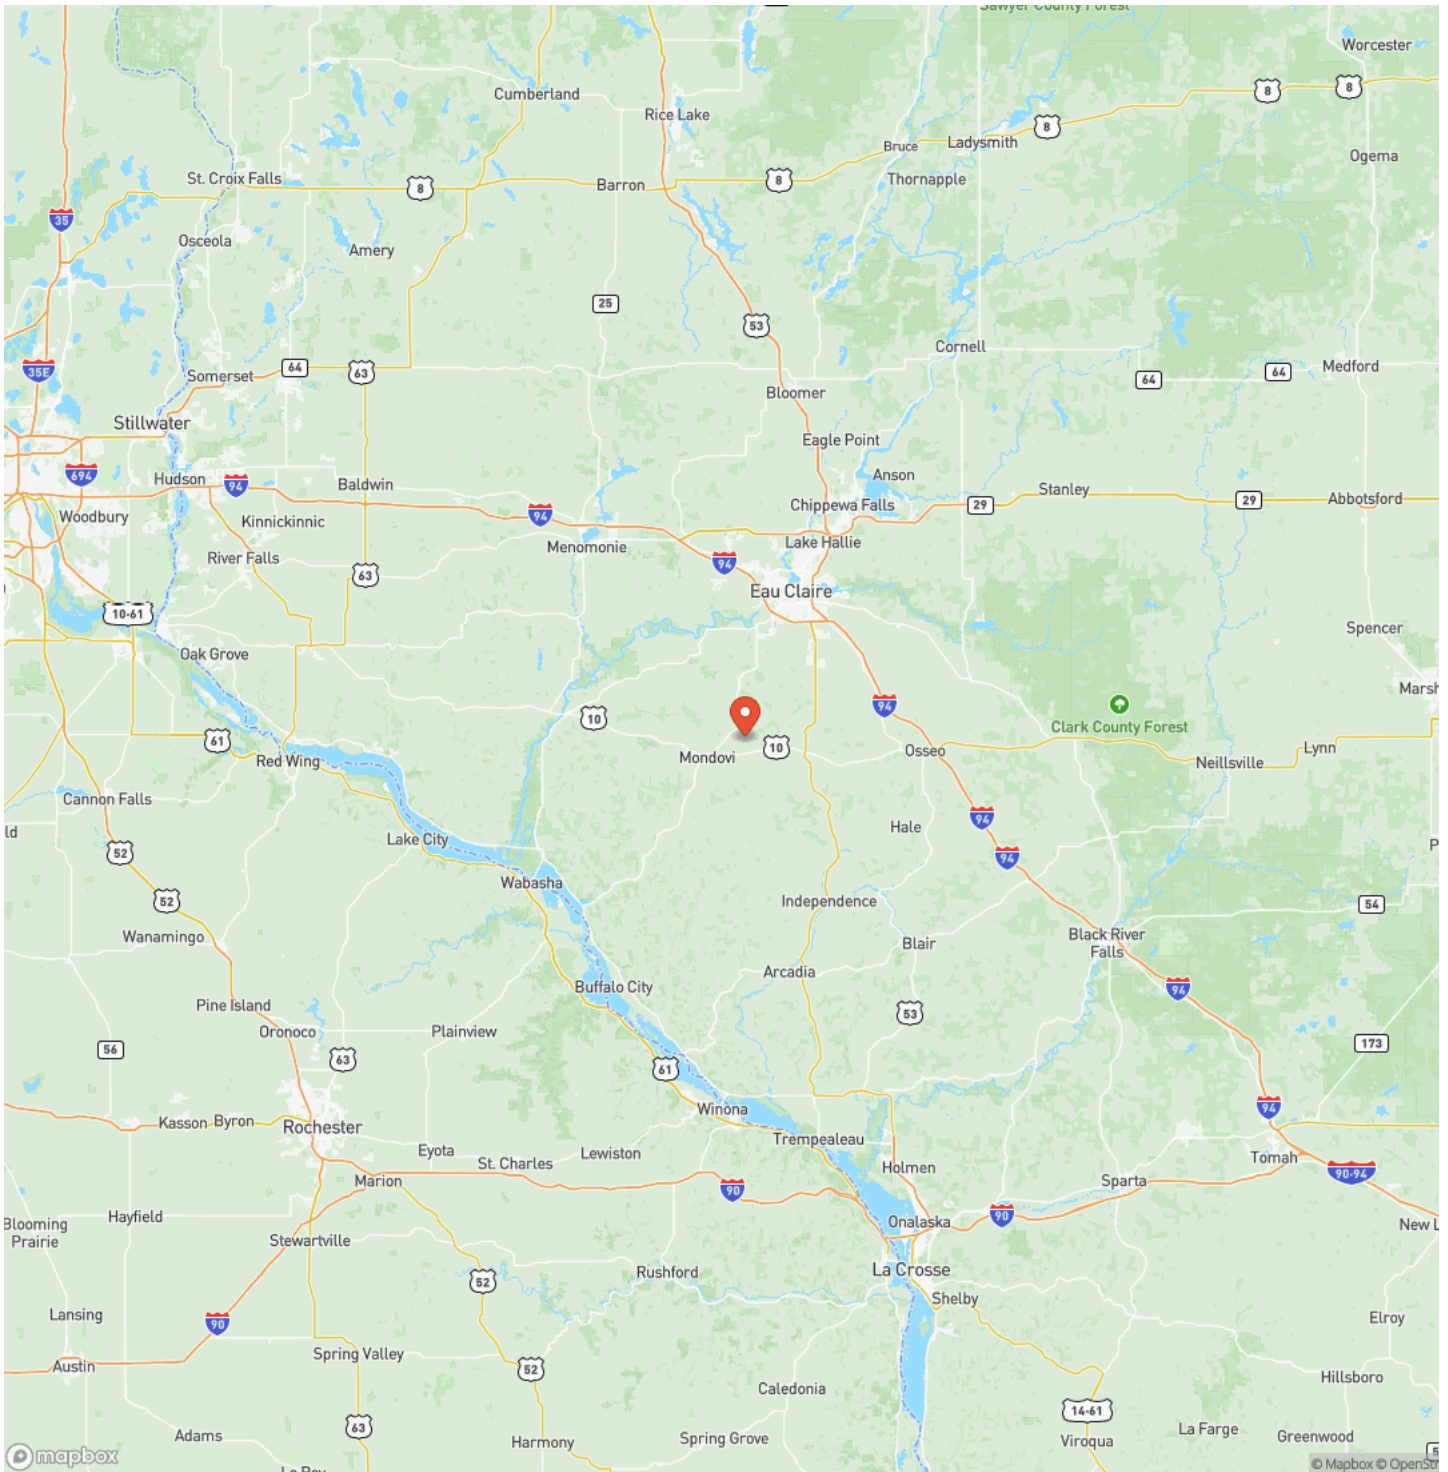 Sawyer County Forest
Worcester
8
8
Cumberland
Rice Lake
8
Bruce
Ladysmith
Ogema
St. Croix Falls
8
Barron
8
Thornapple
35
Osceola
Amery
25
53
Cornell
35E
Somerset
64
63
64
64
Medford
Bloomer
Stillwater
Eagle Point
694
Hudson
94
Baldwin
Anson
Stanley
29
Abbotsford
Chippewa Falls
29
Woodbury
Kinnickinnic
94
Menomonie
Lake Hallie
River Falls
63
94
Eau Claire
10-61
Oak Grove
Spencer
Marsh
10
94
Clark County Forest
61
Red Wing
Mondovi
10
Osseo
Neillsville
Lynn
Cannon Falls
52
Lake City
Hale
94
94
ld
P
Wabasha
52
Independence
54
Wanamingo
Blair
Black River
Falls
Arcadia
Buffalo City
94
Pine Island
Oronoco
Plainview
53
56
63
61
173
Kasson
Byron
Rochester
Winona
94
Trempealeau
Eyota
Lewiston
St. Charles
Holmen
Tomah
Marion
90
Sparta
90-94
Blooming
Prairie
Hayfield
Onalaska
90
New L
Stewartville
La Crosse
52
Rushford
Shelby
Lansing
90
Elroy
Austin
Spring Valley
52
Caledonia
Hillsboro
14-61
63
Adams
Harmony
Spring Grove
Viroqua
La Farge
Greenwood
5
mapbox
© Mapbox © OpenStr